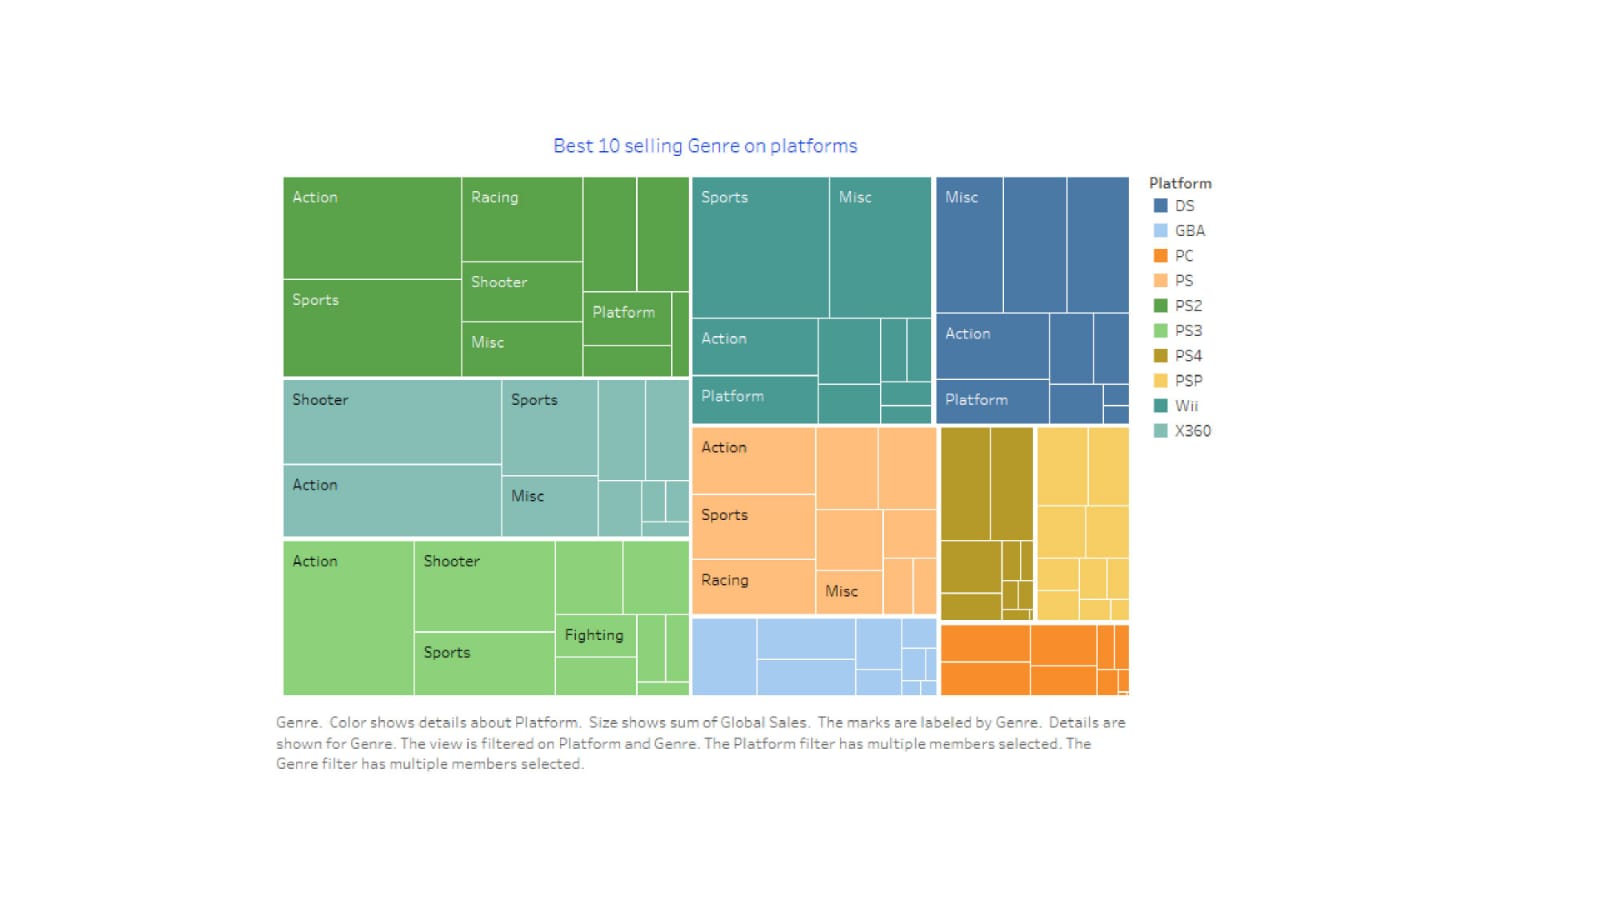 Best 10 selling Genre on platforms
Action
Racing
Shooter
Sports
Misc
Platform
Sports
Misc
Action
Platform
Misc
Action
Platform
Shooter
Sports
Action
Misc
Action
Shooter
Sports
Fighting
Action
Sports
Racing
Misc
Platform
DS
GBA
PC
PS
PS2
PS3
PS4
PSP
Wii
X360
Genre.  Color shows details about Platform.  Size shows sum of Global Sales.  The marks are labeled by Genre.  Details are
shown for Genre. The view is filtered on Platform and Genre. The Platform filter has multiple members selected. The
Genre filter has multiple members selected.